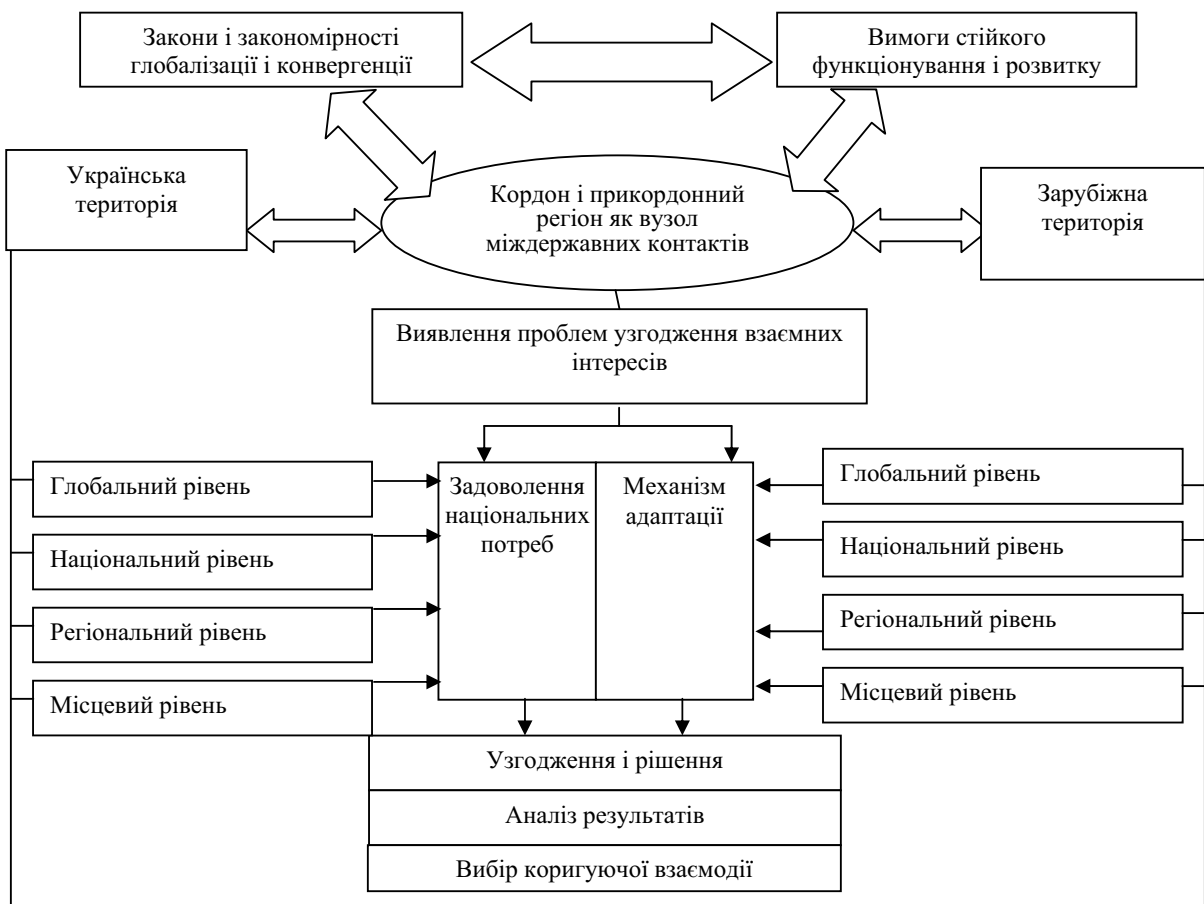 Закони і закономірності
глобалізації і конвергенції
Вимоги стійкого
функціонування і розвитку
Українська
територія
Кордон і прикордонний
регіон як вузол
міждержавних контактів
Зарубіжна
територія
Виявлення проблем узгодження взаємних
інтересів
Глобальний рівень
Національний рівень
Регіональний рівень
Місцевий рівень
Задоволення
національних
потреб
Механізм
адаптації
Глобальний рівень
Національний рівень
Регіональний рівень
Місцевий рівень
Узгодження і рішення
Аналіз результатів
Вибір коригуючої взаємодії